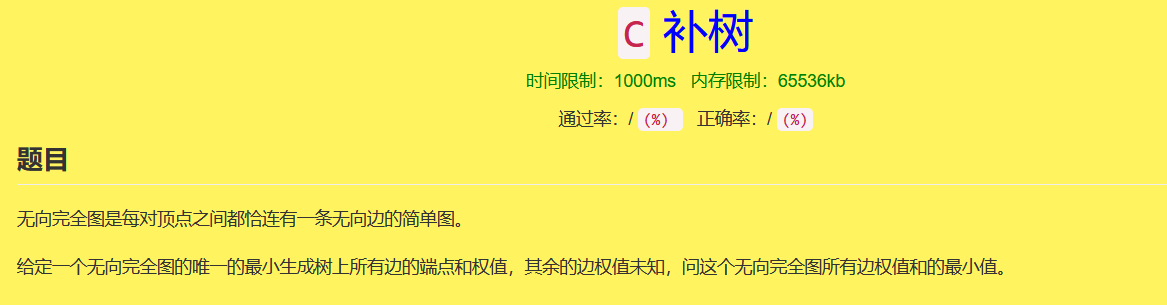 C 补树
时间限制：1000ms 内存限制：65536kb
通过率：/ (%) 正确率：/ (%)
题目
无向完全图是每对顶点之间都恰连有一条无向边的简单图。
给定一个无向完全图的唯一的最小生成树上所有边的端点和权值，其余的边权值未知，问这个无向完全图所有边权值和的最小值。